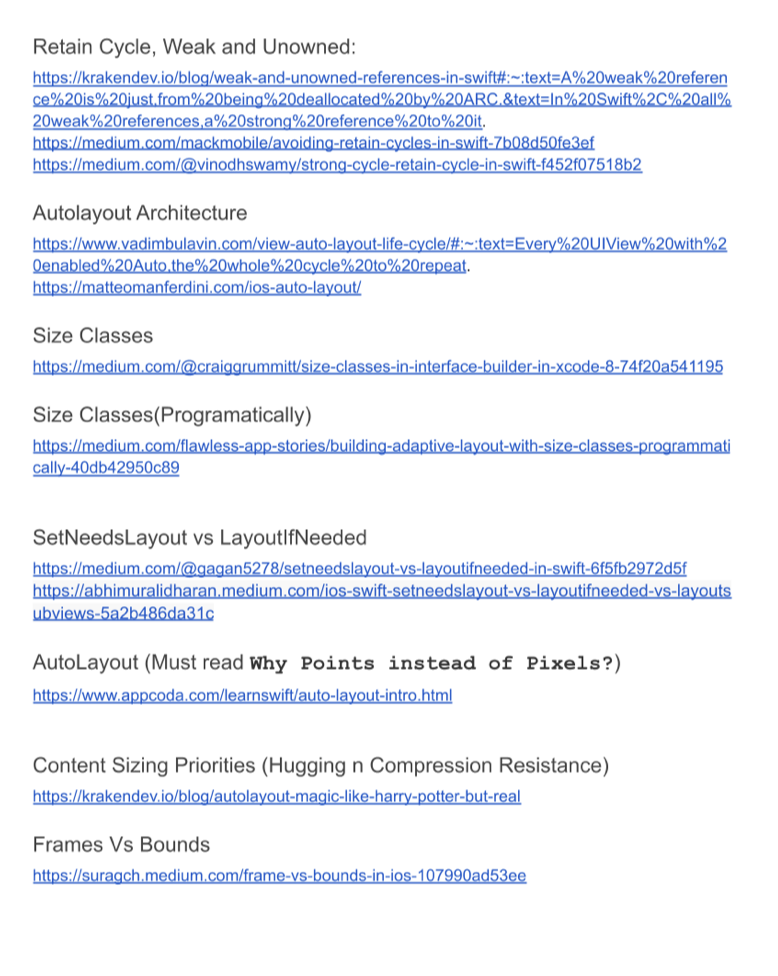 Retain Cycle, Weak and Unowned:
https://krakendev.io/blog/weak-and-unowned-references-in-swift#:~:text=A%20weak%20referen
ce%20is%20just,from%20being%20deallocated%20by%20ARC.&text=In%20Swift%2C%20all%
20weak%20references,a%20strong%20reference%20to%20it.
https://medium.com/mackmobile/avoiding-retain-cycles-in-swift-7b08d50fe3ef
https://medium.com/@vinodhswamy/strong-cycle-retain-cycle-in-swift-f452f07518b2
Autolayout Architecture
https://www.vadimbulavin.com/view-auto-layout-life-cycle/#:~:text=Every%20UIView%20with%2
0enabled%20Auto,the%20whole%20cycle%20to%20repeat.
https://matteomanferdini.com/ios-auto-layout/
Size Classes
https://medium.com/@craiggrummitt/size-classes-in-interface-builder-in-xcode-8-74f20a541195
Size Classes(Programatically)
https://medium.com/flawless-app-stories/building-adaptive-layout-with-size-classes-programmati
cally-40db42950c89
SetNeedsLayout vs LayoutIfNeeded
https://medium.com/@gagan5278/setneedslayout-vs-layoutifneeded-in-swift-6f5fb2972d5f
https://abhimuralidharan.medium.com/ios-swift-setneedslayout-vs-layoutifneeded-vs-layouts
ubviews-5a2b486da31c
AutoLayout (Must read Why Points instead of Pixels?)
https://www.appcoda.com/learnswift/auto-layout-intro.html
Content Sizing Priorities (Hugging n Compression Resistance)
https://krakendev.io/blog/autolayout-magic-like-harry-potter-but-real
Frames Vs Bounds
https://suragch.medium.com/frame-vs-bounds-in-ios-107990ad53ee